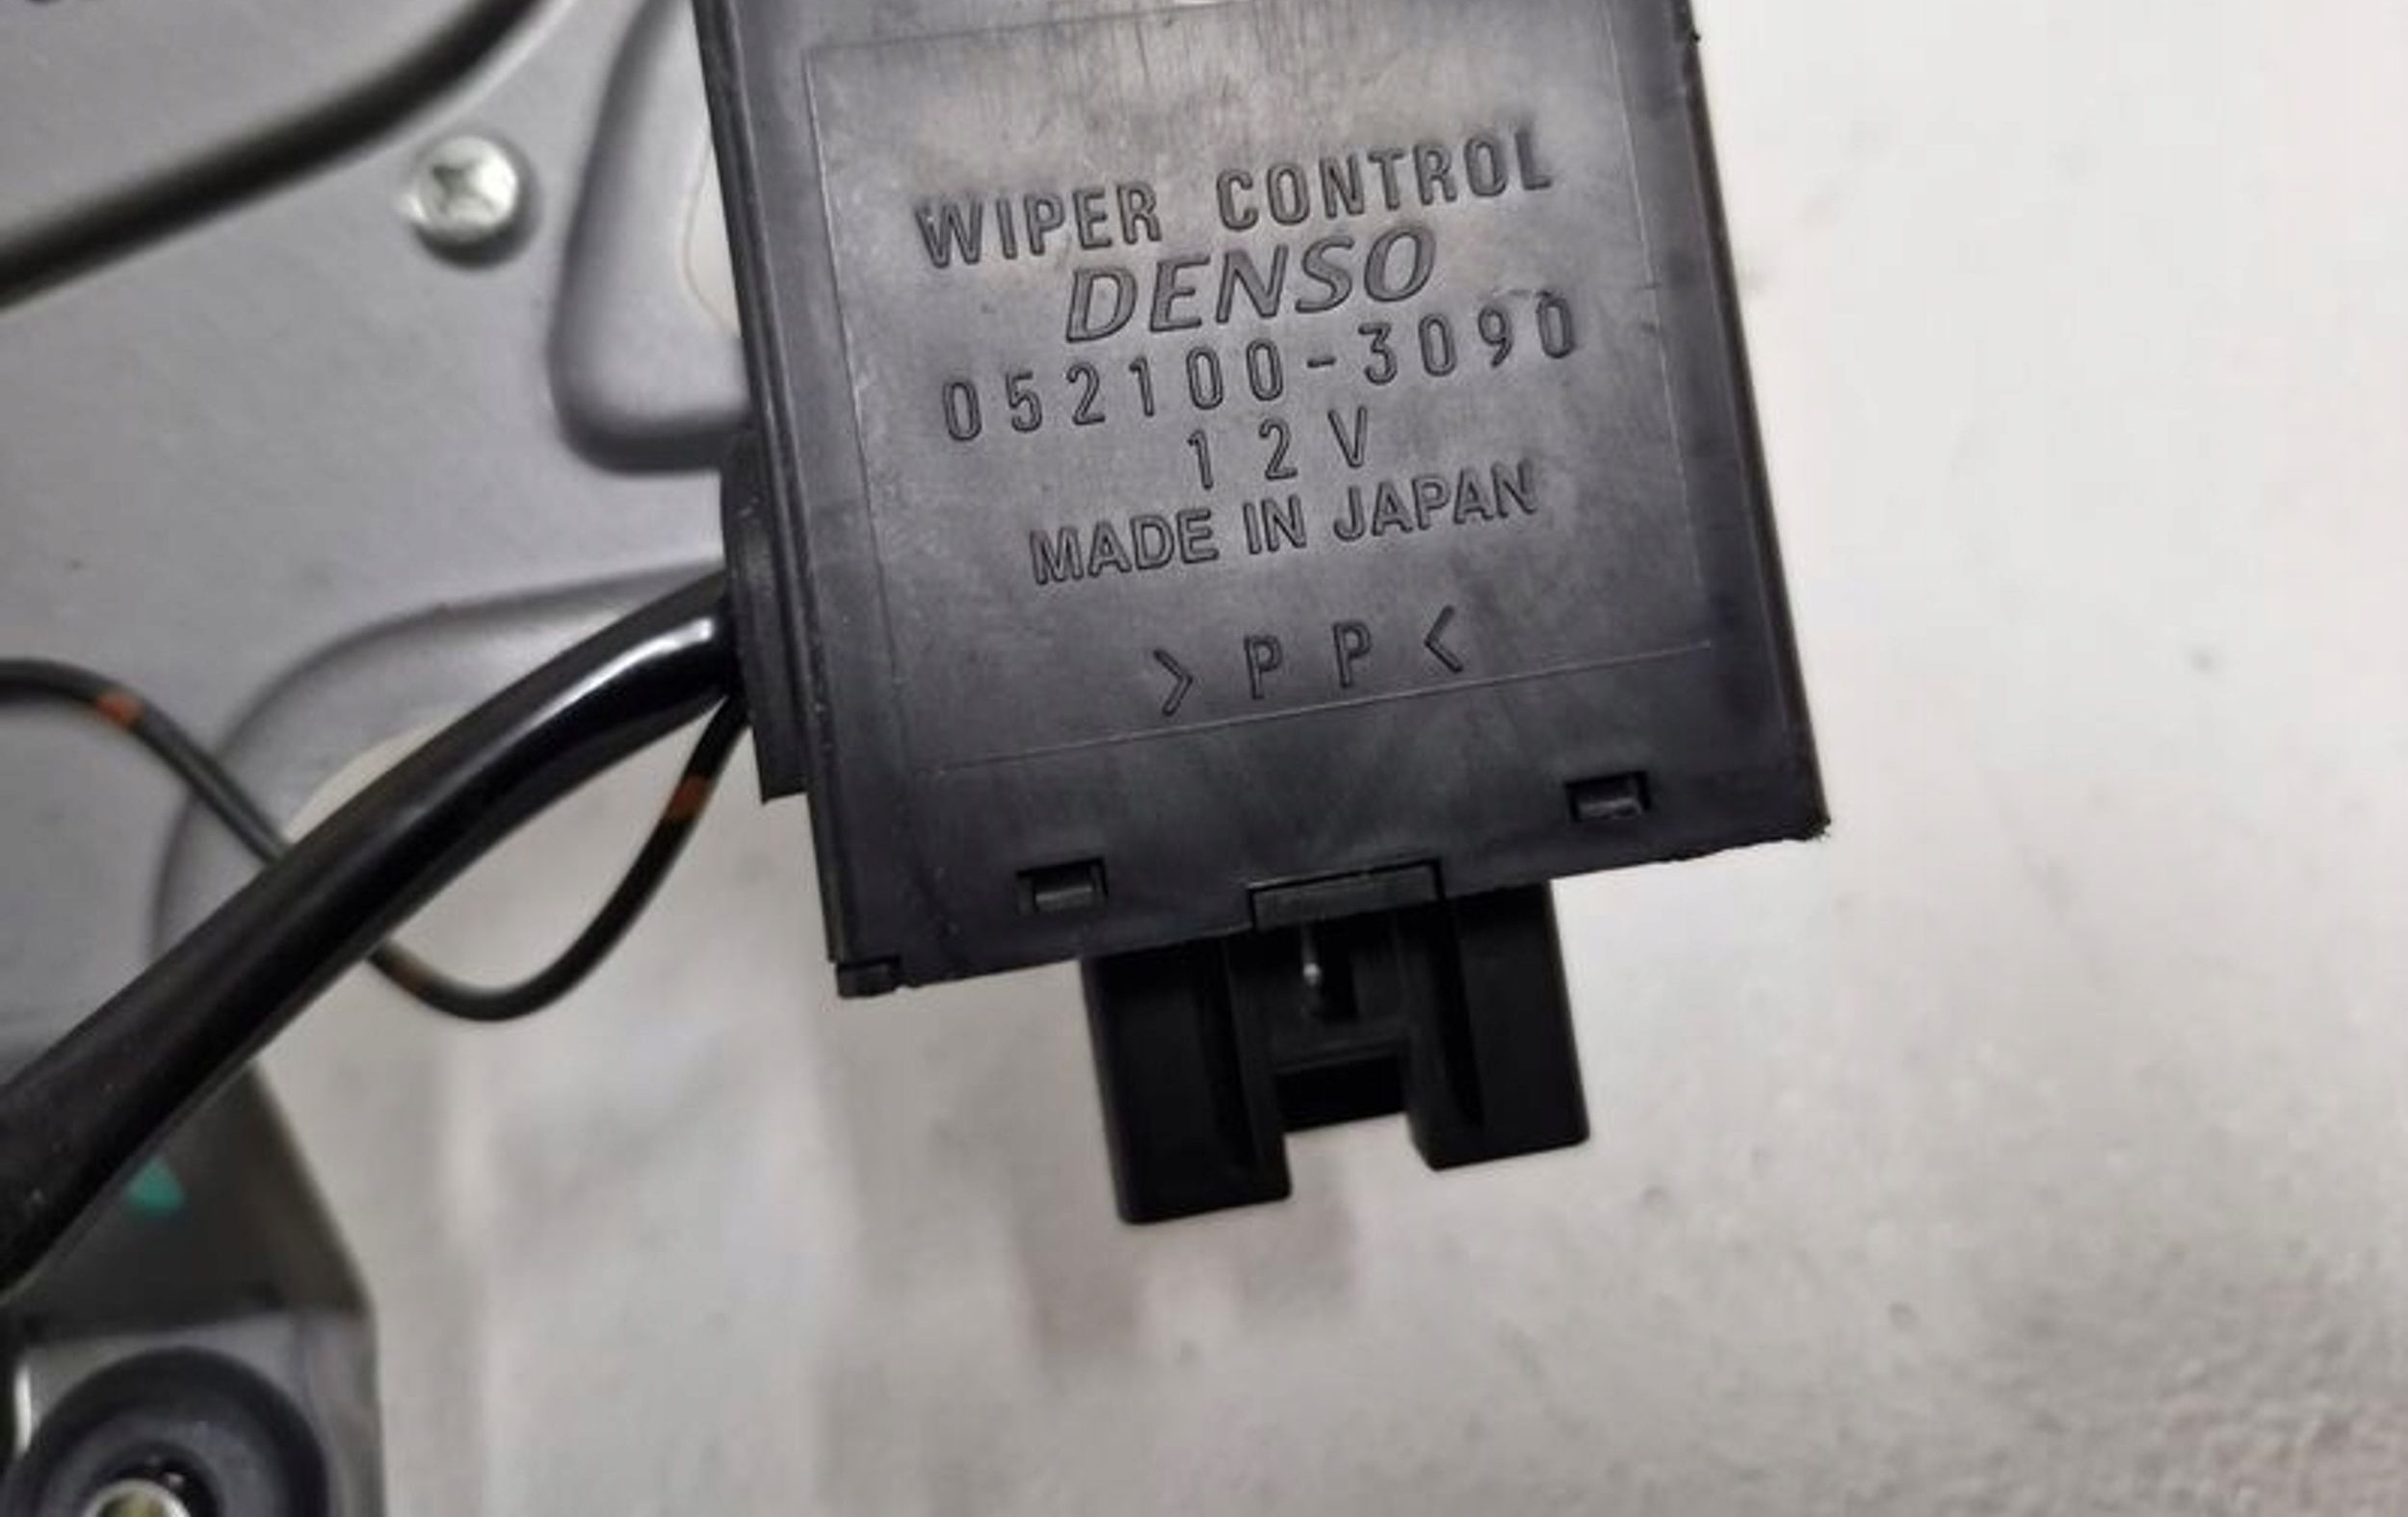 WIPER CONTROL
DENSO
052100-3090
12V
MADE IN JAPAN
>PP<